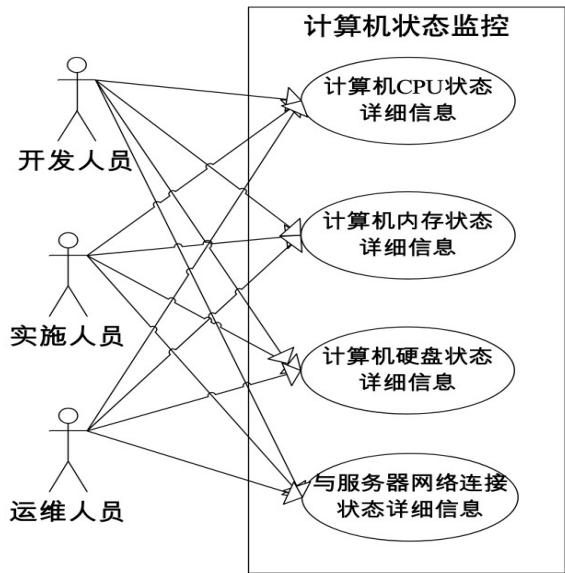 计算机状态监控
计算机CPU状态
详细信息
开发人员
计算机内存状态
详细信息
实施人员
计算机硬盘状态
详细信息
与服务器网络连接
状态详细信息
运维人员